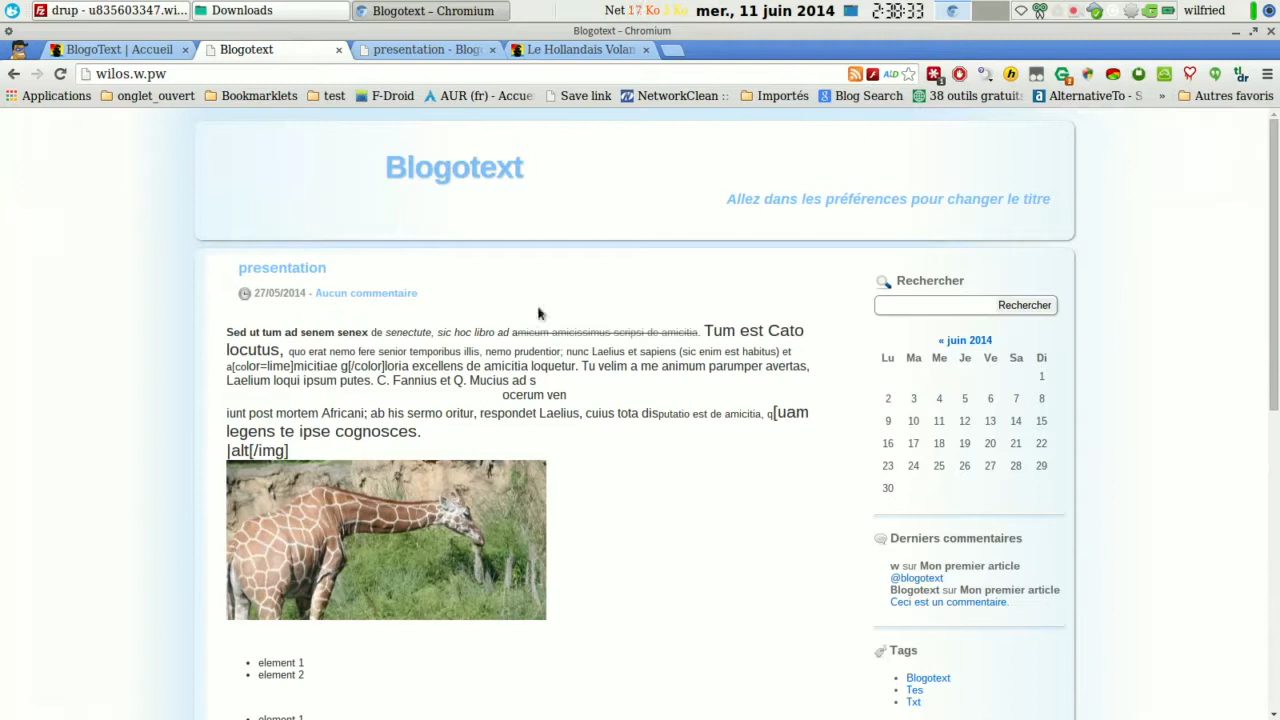 drup - u835603347.wi...
Downloads
Blogotext – Chromium
Net 17 Ko 3 Ko mer., 11 juin 2014
2:38:33
wilfried
Blogotext – Chromium
BlogoText | Accueil
Blogotext
presentation - Blog
Le Hollandais Volan
wilos.w.pw
Applications
onglet_ouvert
Bookmarklets
test
F-Droid
AUR (fr) - Accue
Save link
NetworkClean ::
Importés
Blog Search
38 outils gratuit
AlternativeTo - S
»
Autres favoris
Blogotext
Allez dans les préférences pour changer le titre
presentation
27/05/2014 - Aucun commentaire
Sed ut tum ad senem senex de senectute, sic hoc libro ad amicum amicissimus scripsi de amicitia. Tum est Cato
locutus, quo erat nemo fere senior temporibus illis, nemo prudentior; nunc Laelius et sapiens (sic enim est habitus) et
a[color=lime]micitiae g[/color]loria excellens de amicitia loquetur. Tu velim a me animum parumper avertas,
Laelium loqui ipsum putes. C. Fannius et Q. Mucius ad s
ocerum ven
iunt post mortem Africani; ab his sermo oritur, respondet Laelius, cuius tota disputatio est de amicitia, q[uam
legens te ipse cognosces.
|alt[/img]
element 1
element 2
element 1
Rechercher
Rechercher
« juin 2014
Lu Ma Me Je Ve Sa Di
1
2 3 4 5 6 7 8
9 10 11 12 13 14 15
16 17 18 19 20 21 22
23 24 25 26 27 28 29
30
Derniers commentaires
w sur Mon premier article
@blogotext
Blogotext sur Mon premier article
Ceci est un commentaire.
Tags
Blogotext
Tes
Txt